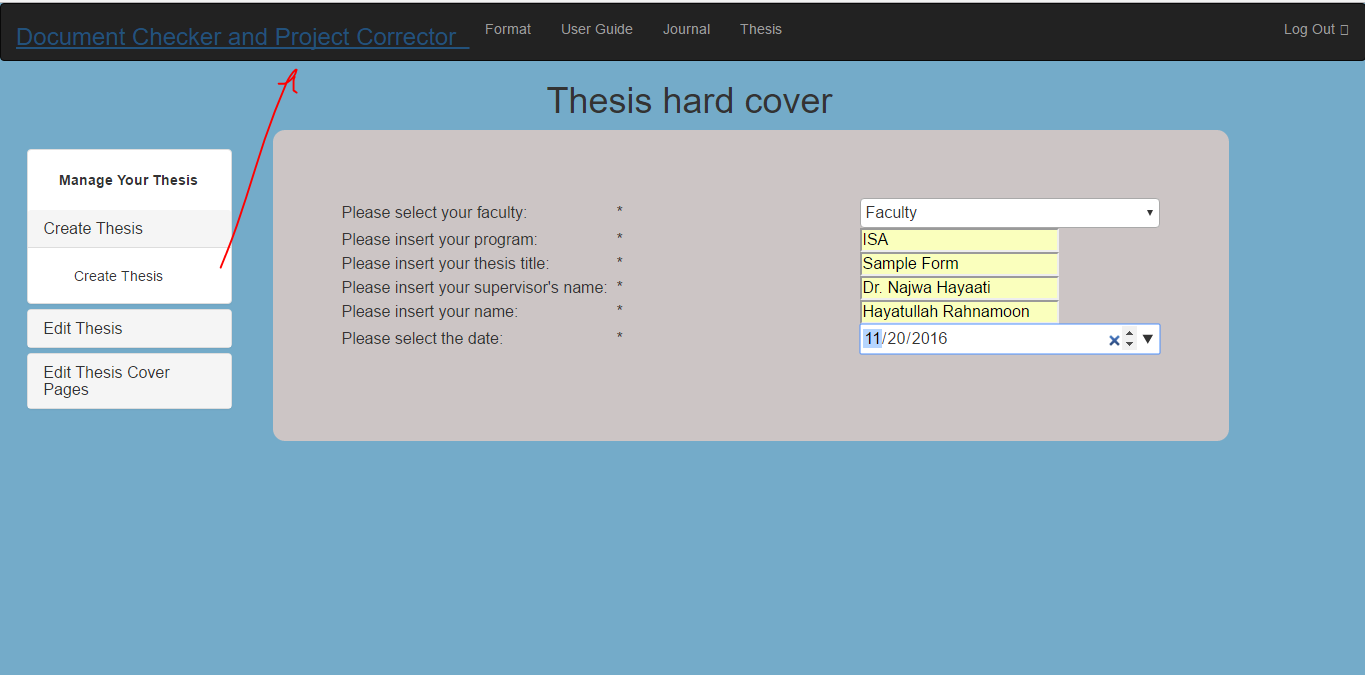 Document Checker and Project Corrector
Format
User Guide
Journal
Thesis
Log Out
Thesis hard cover
Manage Your Thesis
Create Thesis
Create Thesis
Edit Thesis
Edit Thesis Cover
Pages
Please select your faculty: * Faculty
Please insert your program: * ISA
Please insert your thesis title: * Sample Form
Please insert your supervisor's name: * Dr. Najwa Hayaati
Please insert your name: * Hayatullah Rahnamoon
Please select the date: * 11/20/2016